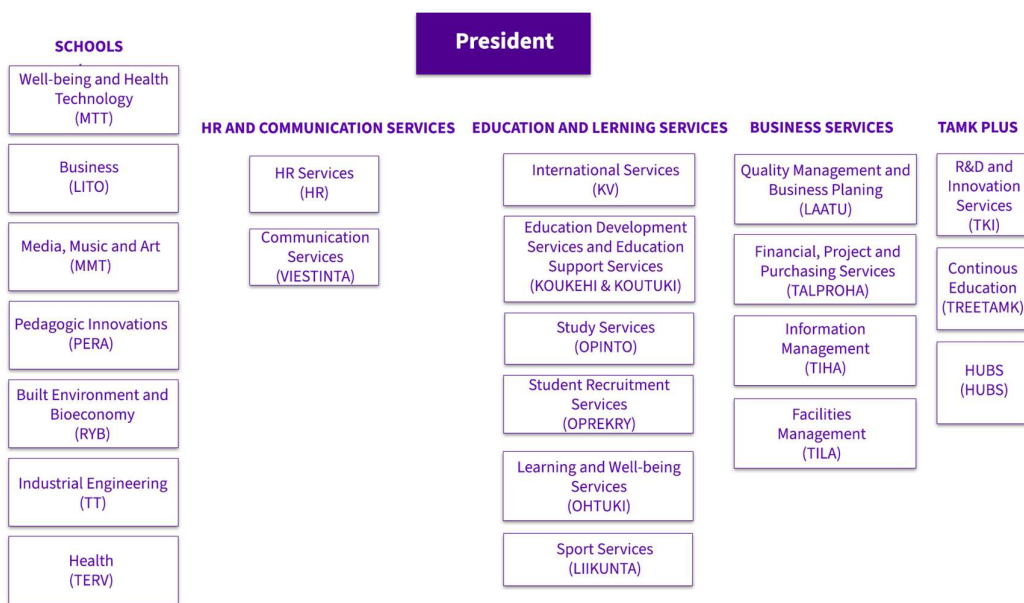 President
SCHOOLS
Well-being and Health
Technology
(MTT)
Business
(LITO)
Media, Music and Art
(MMT)
Pedagogic Innovations
(PERA)
Built Environment and
Bioeconomy
(RYB)
Industrial Engineering
(TT)
Health
(TERV)
HR AND COMMUNICATION SERVICES
HR Services
(HR)
Communication
Services
(VIESTINTA)
EDUCATION AND LERNING SERVICES
International Services
(KV)
Education Development
Services and Education
Support Services
(KOUKEHI & KOUTUKI)
Study Services
(OPINTO)
Student Recruitment
Services
(OPREKRY)
Learning and Well-being
Services
(OHTUKI)
Sport Services
(LIIKUNTA)
BUSINESS SERVICES
Quality Management and
Business Planing
(LAATU)
Financial, Project and
Purchasing Services
(TALPROHA)
Information
Management
(TIHA)
Facilities
Management
(TILA)
TAMK PLUS
R&D and
Innovation
Services
(TKI)
Continous
Education
(TREETAMK)
HUBS
(HUBS)